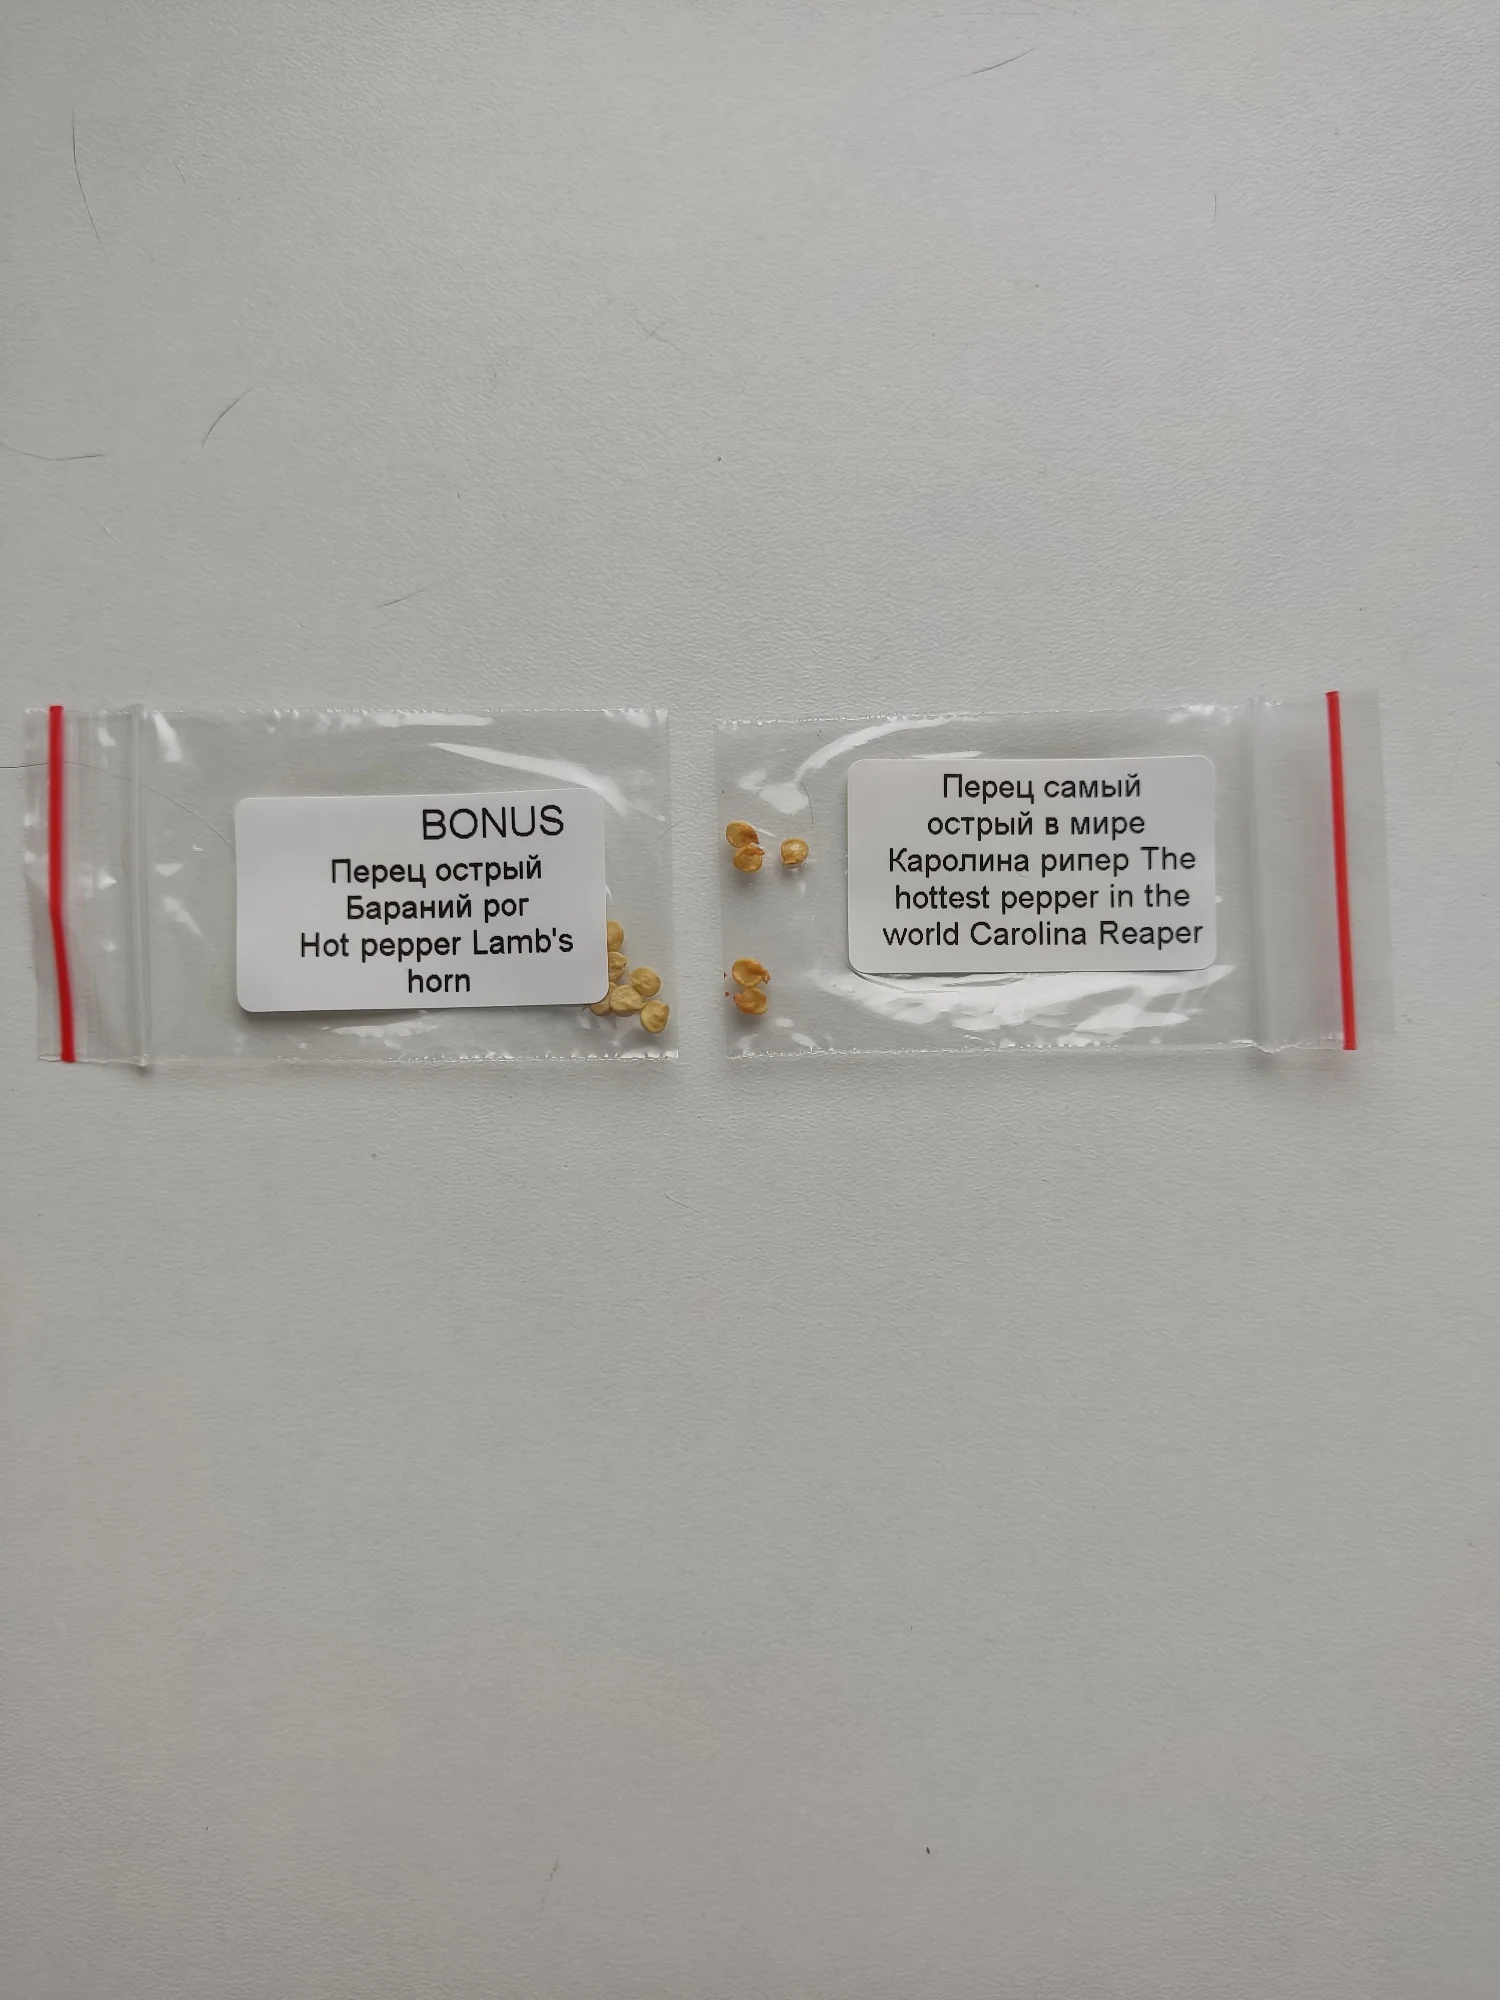 BONUS
Перец острый
Бараний рог
Hot pepper Lamb's
horn
Перец самый
острый в мире
Каролина рипер The
hottest pepper in the
world Carolina Reaper